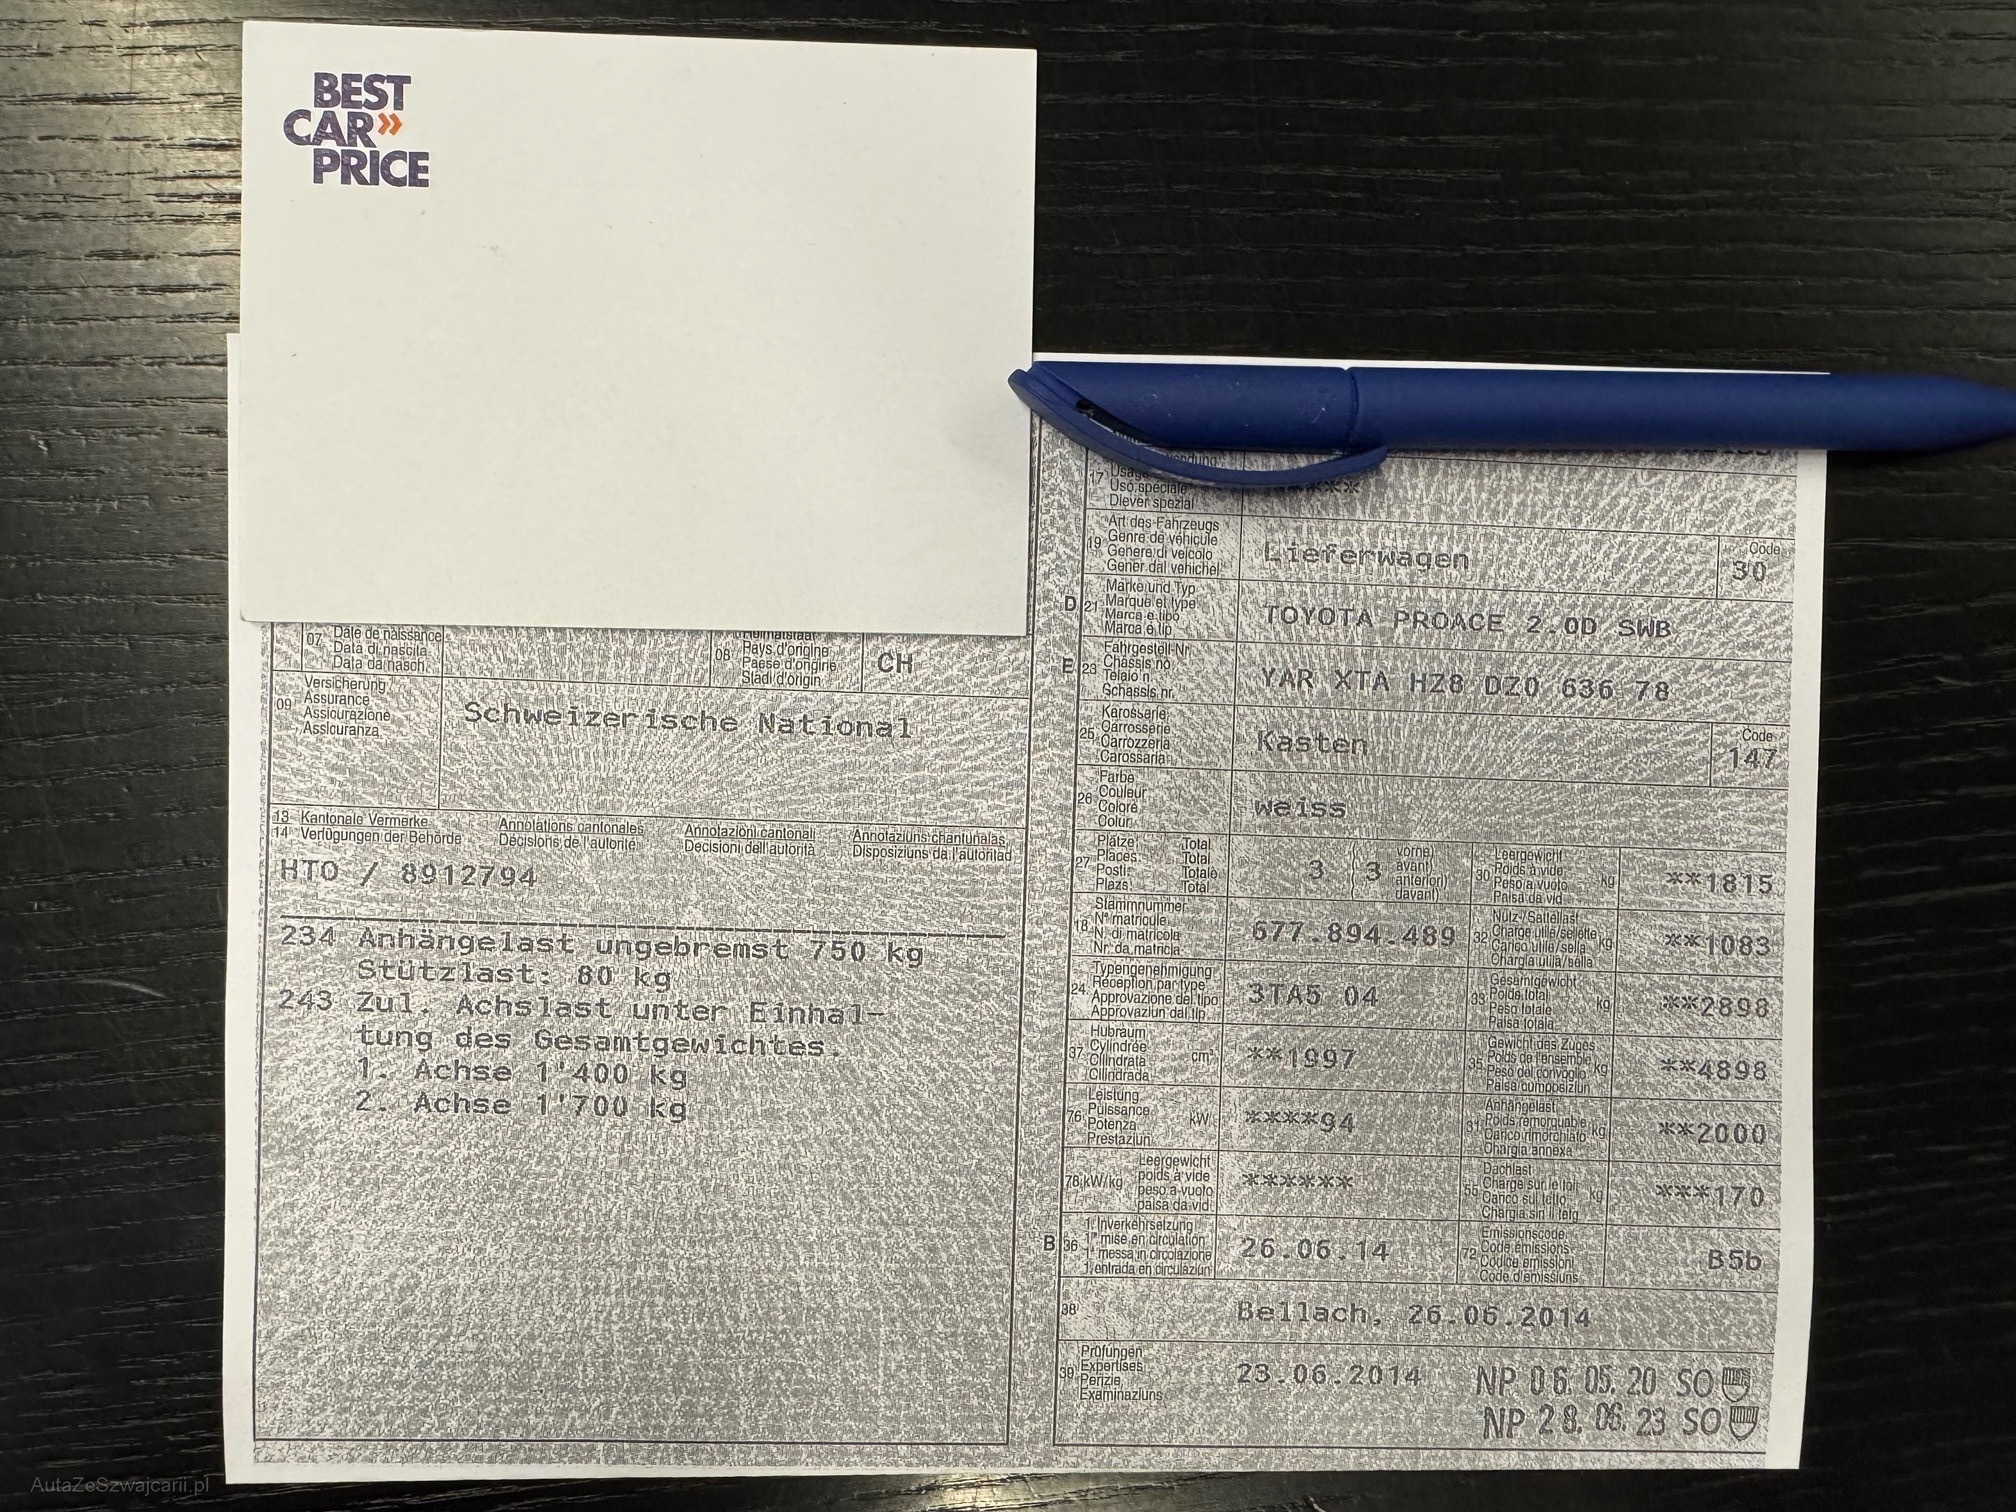 BEST
CAR»
PRICE
07 Date de naissance
Data di nascita
Data da nasch.
08 Pays d'origine
Paese d'origine
Stadi d'origin
CH
09 Versicherung
Assurance
Assicurazione
Assicuranza
Schweizerische National
13 Kantonale Vermerke
14 Verfügungen der Behörde
Annotations cantonales
Décisions de l'autorité
Annotazioni cantonali
Decisioni dell'autorità
Annotaziuns chantunalas
Disposiziuns da l'autoritad
HTO / 8912794
234 Anhängelast ungebremst 750 kg
Stützlast: 80 kg
243 Zul. Achslast unter Einhal-
tung des Gesamtgewichtes.
1. Achse 1'400 kg
2. Achse 1'700 kg
17
Uso speciale
Diever spezial
19 Art des Fahrzeugs
Genre de véhicule
Genere di veicolo
Gener dal vehichel
Lieferwagen
Code
30
D 21 Marke und Typ
Marque et type
Marca e tipo
Marca e tip
TOYOTA PROACE 2.0D SWB
E 23 Fahrgestell-Nr.
Châssis no
Telaio n.
Schassis nr.
YAR XTA HZ8 DZ0 636 78
25 Karosserie
Carrosserie
Carrozzeria
Carossaria
Kasten
Code
147
26 Farbe
Couleur
Colore
Colur
weiss
27 Plätze: Total
Places: Total
Posti: Totale
Plazs: Total
3 (3 vorne)
avant)
anteriori)
davant)
30 Leergewicht
Poids à vide
Peso a vuoto
Paisa da vid
kg
**1815
18 Stammnummer
N° matricule
N. di matricola
Nr. da matricla
677.894.489
32 Nutz-/Sattellast
Charge utile/sellette
Carico utile/sella
Chargia utila/sella
kg
**1083
24 Typengenehmigung
Réception par type
Approvazione del tipo
Approvaziun dal tip
3TA5 04
33 Gesamtgewicht
Poids total
Peso totale
Paisa totala
kg
**2898
37 Hubraum
Cylindrée
Cilindrata
Cilindrada
cm³
**1997
35 Gewicht des Zuges
Poids de l'ensemble
Peso del convoglio
Paisa cumposiziun
kg
**4898
76 Leistung
Puissance
Potenza
Prestaziun
kW
****94
31 Anhängelast
Poids remorquable
Carico rimorchiato
Chargia annexa
kg
**2000
78 kW/kg
Leergewicht
poids à vide
peso a vuoto
paisa da vid
******
55 Dachlast
Charge sur le toit
Carico sul tetto
Chargia sin il tetg
kg
***170
B 36 1. Inverkehrsetzung
1re mise en circulation
1a messa in circolazione
1. entrada en circulaziun
26.06.14
72 Emissionscode
Code émissions
Codice emissioni
Code d'emissiuns
B5b
38
Bellach, 26.06.2014
39 Prüfungen
Expertises
Perizie
Examinaziuns
23.06.2014
NP 06.05.20 SO
NP 28.06.23 SO
AutaZeSzwajcarii.pl